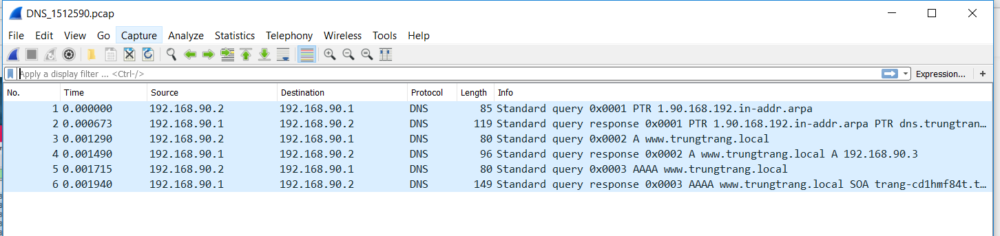 DNS_1512590.pcap
File Edit View Go Capture Analyze Statistics Telephony Wireless Tools Help
Apply a display filter ... <Ctrl-/> Expression... +
No. Time Source Destination Protocol Length Info
1 0.000000 192.168.90.2 192.168.90.1 DNS 85 Standard query 0x0001 PTR 1.90.168.192.in-addr.arpa
2 0.000673 192.168.90.1 192.168.90.2 DNS 119 Standard query response 0x0001 PTR 1.90.168.192.in-addr.arpa PTR dns.trungtran…
3 0.001290 192.168.90.2 192.168.90.1 DNS 80 Standard query 0x0002 A www.trungtrang.local
4 0.001490 192.168.90.1 192.168.90.2 DNS 96 Standard query response 0x0002 A www.trungtrang.local A 192.168.90.3
5 0.001715 192.168.90.2 192.168.90.1 DNS 80 Standard query 0x0003 AAAA www.trungtrang.local
6 0.001940 192.168.90.1 192.168.90.2 DNS 149 Standard query response 0x0003 AAAA www.trungtrang.local SOA trang-cd1hmf84t.t…